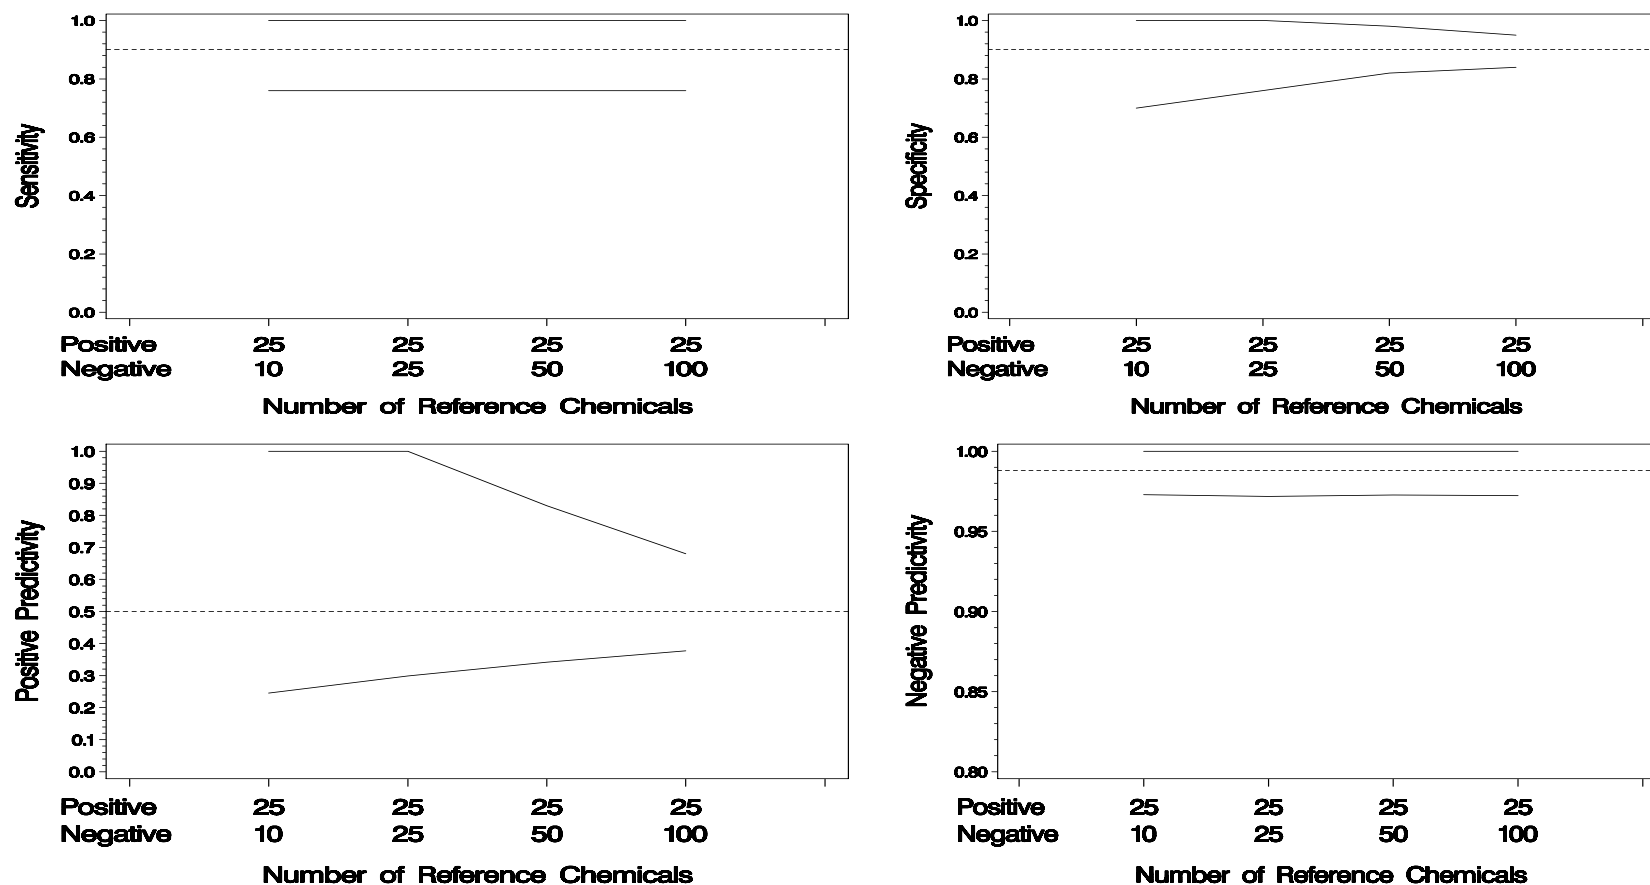 Sensitivity
1.0
0.8
0.6
0.4
0.2
0.0
Positive 25 25 25 25
Negative 10 25 50 100
Number of Reference Chemicals
Specificity
1.0
0.8
0.6
0.4
0.2
0.0
Positive 25 25 25 25
Negative 10 25 50 100
Number of Reference Chemicals
Positive Predictivity
1.0
0.9
0.8
0.7
0.6
0.5
0.4
0.3
0.2
0.1
0.0
Positive 25 25 25 25
Negative 10 25 50 100
Number of Reference Chemicals
Negative Predictivity
1.00
0.95
0.90
0.85
0.80
Positive 25 25 25 25
Negative 10 25 50 100
Number of Reference Chemicals